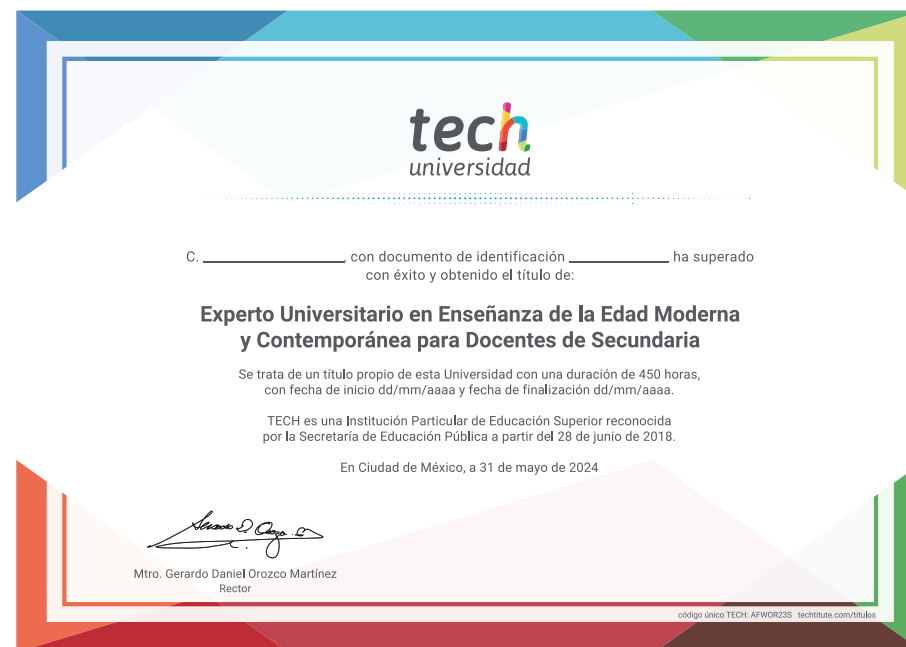 tech
universidad
C. ____________, con documento de identificación ____________ ha superado
con éxito y obtenido el título de:
Experto Universitario en Enseñanza de la Edad Moderna
y Contemporánea para Docentes de Secundaria
Se trata de un título propio de esta Universidad con una duración de 450 horas,
con fecha de inicio dd/mm/aaaa y fecha de finalización dd/mm/aaaa.
TECH es una Institución Particular de Educación Superior reconocida
por la Secretaría de Educación Pública a partir del 28 de junio de 2018.
En Ciudad de México, a 31 de mayo de 2024
Mtro. Gerardo Daniel Orozco Martínez
Rector
código único TECH: AFWOR23S techtitute.com/titulos